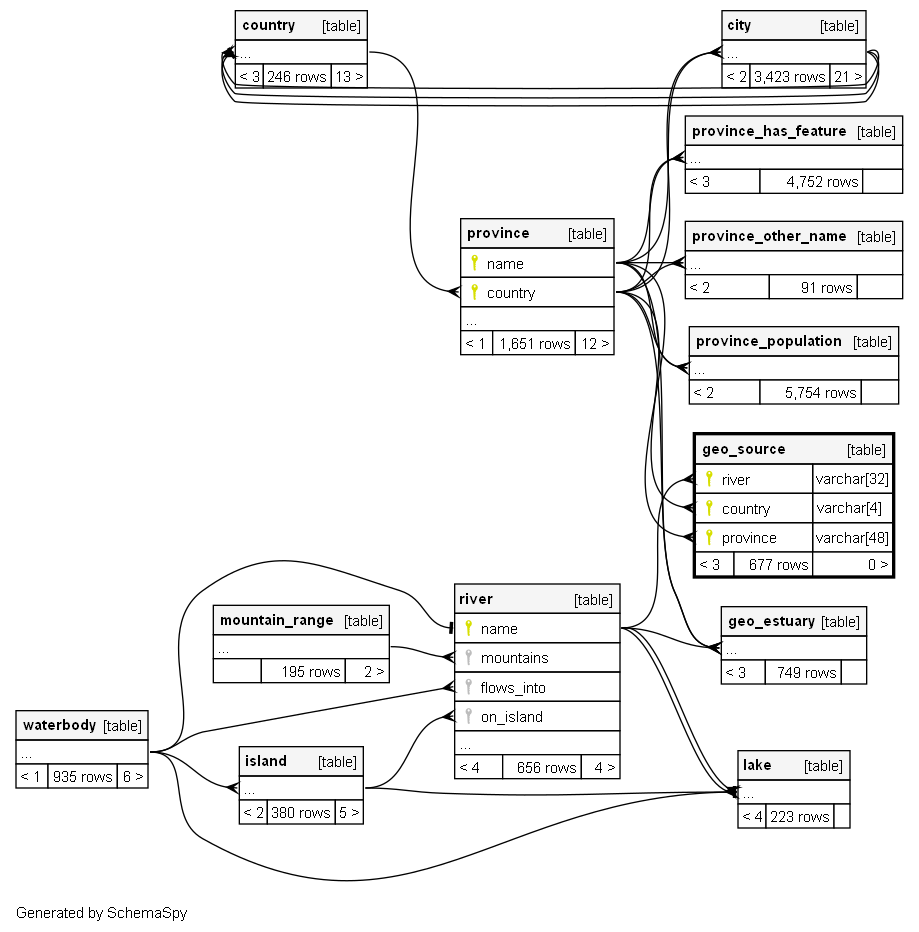 country [table]
...
< 3 246 rows 13 >
city [table]
...
< 2 3,423 rows 21 >
province_has_feature [table]
...
< 3 4,752 rows
province [table]
name
country
...
< 1 1,651 rows 12 >
province_other_name [table]
...
< 2 91 rows
province_population [table]
...
< 2 5,754 rows
geo_source [table]
river varchar[32]
country varchar[4]
province varchar[48]
< 3 677 rows 0 >
river [table]
name
mountains
flows_into
on_island
...
< 4 656 rows 4 >
mountain_range [table]
...
195 rows 2 >
geo_estuary [table]
...
< 3 749 rows
waterbody [table]
...
< 1 935 rows 6 >
island [table]
...
< 2 380 rows 5 >
lake [table]
...
< 4 223 rows
Generated by SchemaSpy